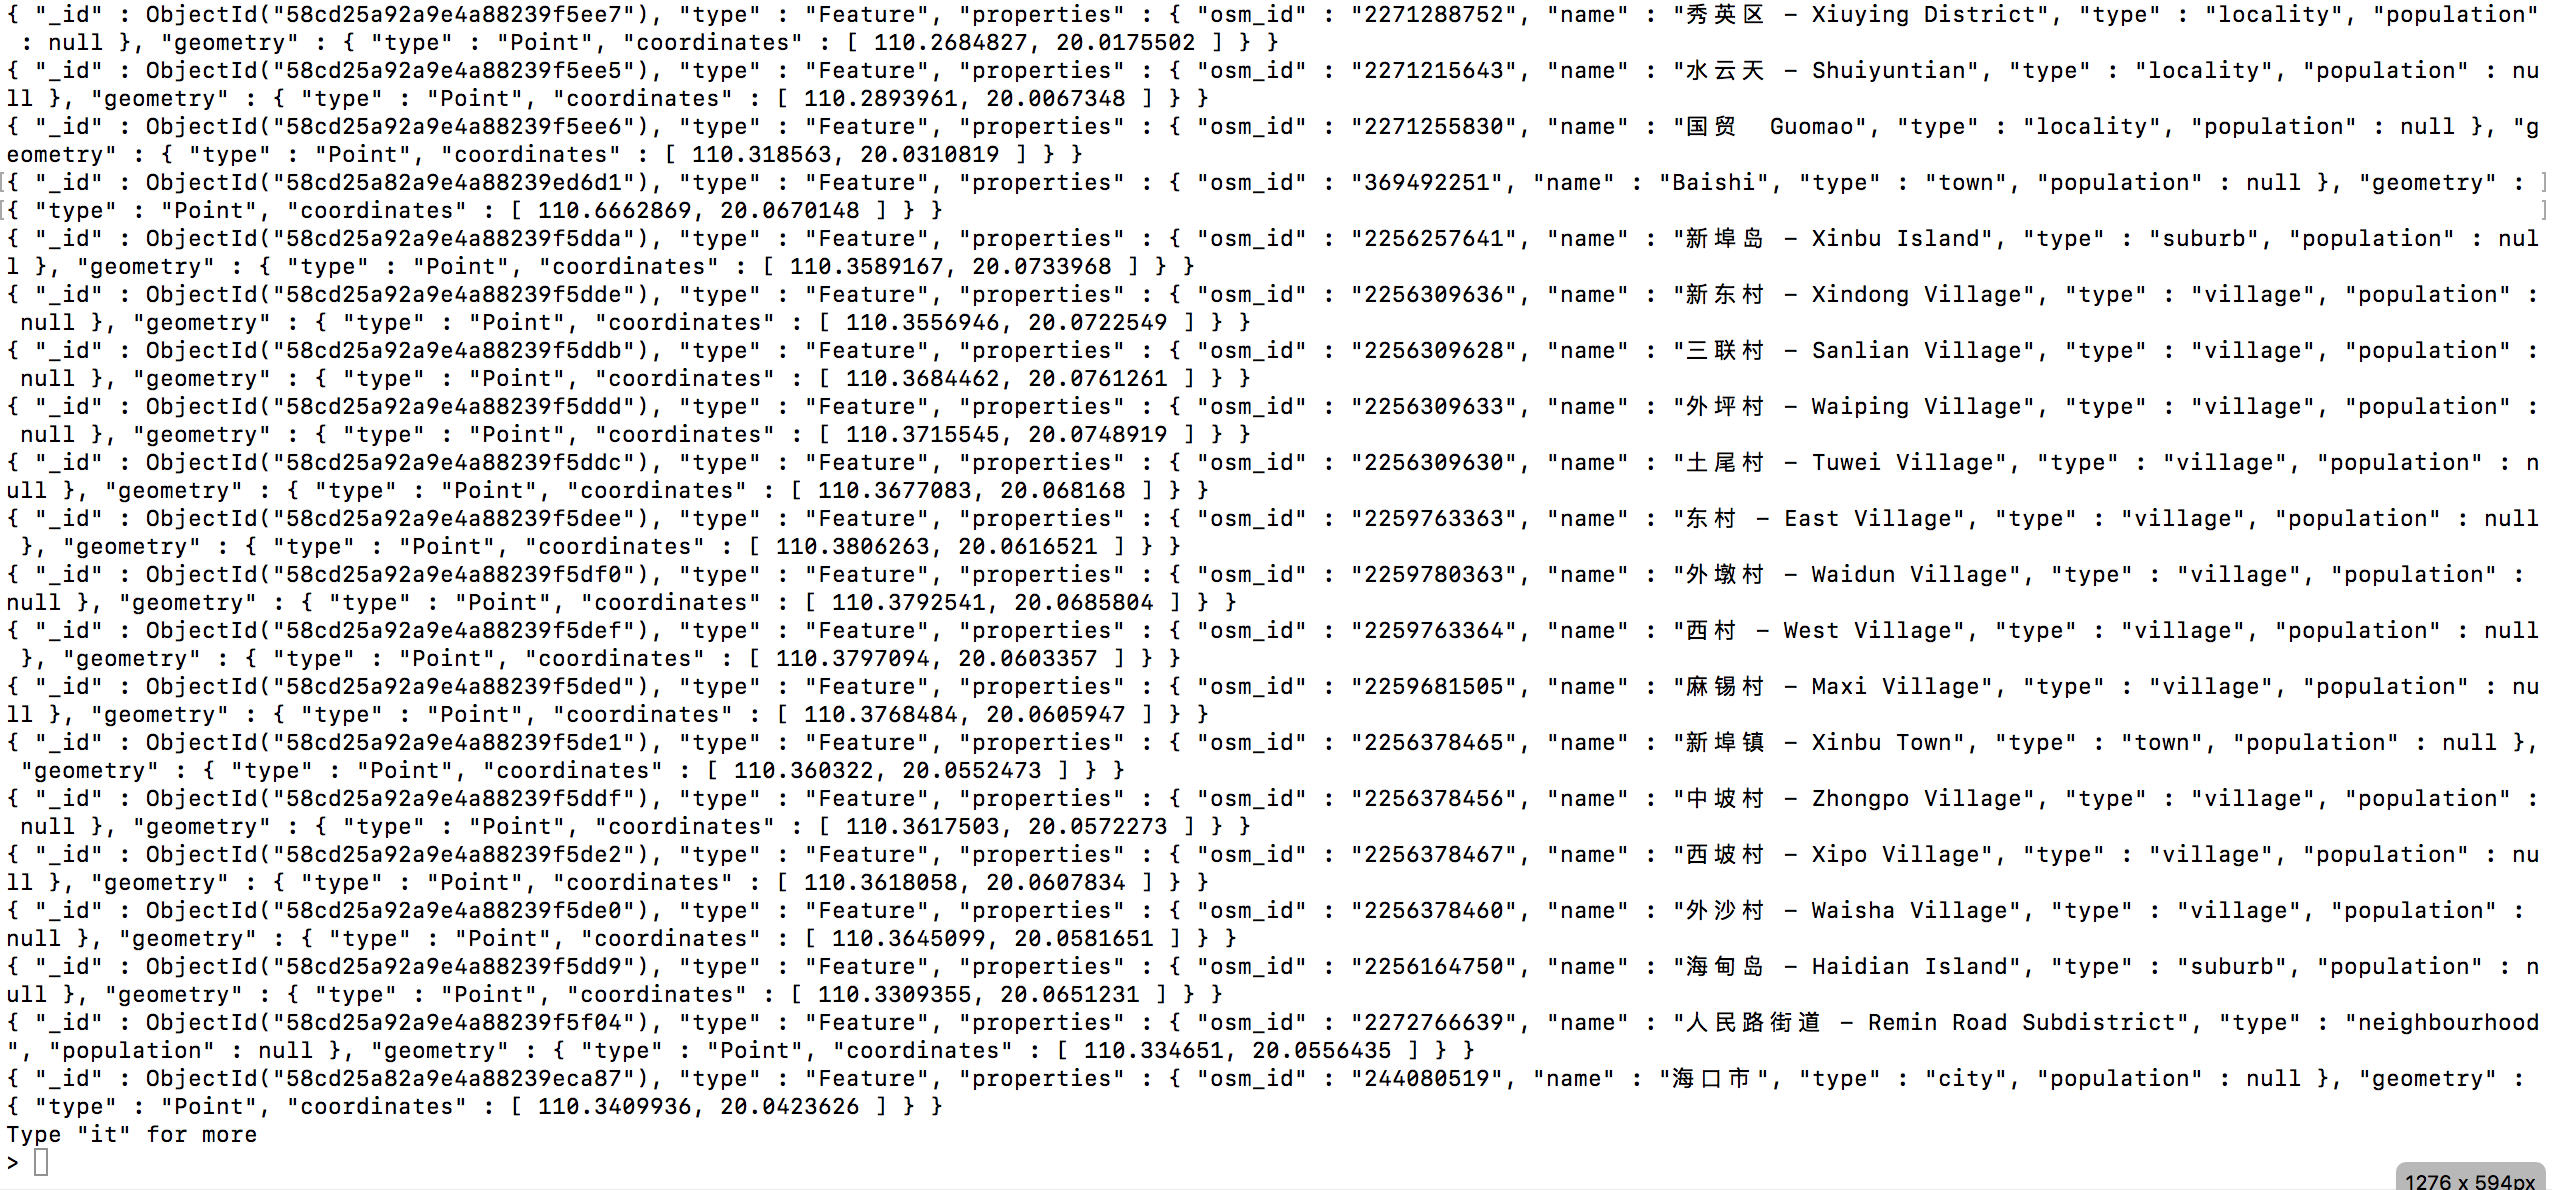 { "_id" : ObjectId("58cd25a92a9e4a88239f5ee7"), "type" : "Feature", "properties" : { "osm_id" : "2271288752", "name" : "秀英区 - Xiuying District", "type" : "locality", "population"
 : null }, "geometry" : { "type" : "Point", "coordinates" : [ 110.2684827, 20.0175502 ] } }
{ "_id" : ObjectId("58cd25a92a9e4a88239f5ee5"), "type" : "Feature", "properties" : { "osm_id" : "2271215643", "name" : "水云天 - Shuiyuntian", "type" : "locality", "population" : nu
ll }, "geometry" : { "type" : "Point", "coordinates" : [ 110.2893961, 20.0067348 ] } }
{ "_id" : ObjectId("58cd25a92a9e4a88239f5ee6"), "type" : "Feature", "properties" : { "osm_id" : "2271255830", "name" : "国贸  Guomao", "type" : "locality", "population" : null }, "g
eometry" : { "type" : "Point", "coordinates" : [ 110.318563, 20.0310819 ] } }
[{ "_id" : ObjectId("58cd25a82a9e4a88239ed6d1"), "type" : "Feature", "properties" : { "osm_id" : "369492251", "name" : "Baishi", "type" : "town", "population" : null }, "geometry" : ]
[{ "type" : "Point", "coordinates" : [ 110.6662869, 20.0670148 ] } } ]
{ "_id" : ObjectId("58cd25a92a9e4a88239f5dda"), "type" : "Feature", "properties" : { "osm_id" : "2256257641", "name" : "新埠岛 - Xinbu Island", "type" : "suburb", "population" : nul
l }, "geometry" : { "type" : "Point", "coordinates" : [ 110.3589167, 20.0733968 ] } }
{ "_id" : ObjectId("58cd25a92a9e4a88239f5dde"), "type" : "Feature", "properties" : { "osm_id" : "2256309636", "name" : "新东村 - Xindong Village", "type" : "village", "population" :
 null }, "geometry" : { "type" : "Point", "coordinates" : [ 110.3556946, 20.0722549 ] } }
{ "_id" : ObjectId("58cd25a92a9e4a88239f5ddb"), "type" : "Feature", "properties" : { "osm_id" : "2256309628", "name" : "三联村 - Sanlian Village", "type" : "village", "population" :
 null }, "geometry" : { "type" : "Point", "coordinates" : [ 110.3684462, 20.0761261 ] } }
{ "_id" : ObjectId("58cd25a92a9e4a88239f5ddd"), "type" : "Feature", "properties" : { "osm_id" : "2256309633", "name" : "外坪村 - Waiping Village", "type" : "village", "population" :
 null }, "geometry" : { "type" : "Point", "coordinates" : [ 110.3715545, 20.0748919 ] } }
{ "_id" : ObjectId("58cd25a92a9e4a88239f5ddc"), "type" : "Feature", "properties" : { "osm_id" : "2256309630", "name" : "土尾村 - Tuwei Village", "type" : "village", "population" : n
ull }, "geometry" : { "type" : "Point", "coordinates" : [ 110.3677083, 20.068168 ] } }
{ "_id" : ObjectId("58cd25a92a9e4a88239f5dee"), "type" : "Feature", "properties" : { "osm_id" : "2259763363", "name" : "东村 - East Village", "type" : "village", "population" : null
 }, "geometry" : { "type" : "Point", "coordinates" : [ 110.3806263, 20.0616521 ] } }
{ "_id" : ObjectId("58cd25a92a9e4a88239f5df0"), "type" : "Feature", "properties" : { "osm_id" : "2259780363", "name" : "外墩村 - Waidun Village", "type" : "village", "population" :
null }, "geometry" : { "type" : "Point", "coordinates" : [ 110.3792541, 20.0685804 ] } }
{ "_id" : ObjectId("58cd25a92a9e4a88239f5def"), "type" : "Feature", "properties" : { "osm_id" : "2259763364", "name" : "西村 - West Village", "type" : "village", "population" : null
 }, "geometry" : { "type" : "Point", "coordinates" : [ 110.3797094, 20.0603357 ] } }
{ "_id" : ObjectId("58cd25a92a9e4a88239f5ded"), "type" : "Feature", "properties" : { "osm_id" : "2259681505", "name" : "麻锡村 - Maxi Village", "type" : "village", "population" : nu
ll }, "geometry" : { "type" : "Point", "coordinates" : [ 110.3768484, 20.0605947 ] } }
{ "_id" : ObjectId("58cd25a92a9e4a88239f5de1"), "type" : "Feature", "properties" : { "osm_id" : "2256378465", "name" : "新埠镇 - Xinbu Town", "type" : "town", "population" : null },
 "geometry" : { "type" : "Point", "coordinates" : [ 110.360322, 20.0552473 ] } }
{ "_id" : ObjectId("58cd25a92a9e4a88239f5ddf"), "type" : "Feature", "properties" : { "osm_id" : "2256378456", "name" : "中坡村 - Zhongpo Village", "type" : "village", "population" :
 null }, "geometry" : { "type" : "Point", "coordinates" : [ 110.3617503, 20.0572273 ] } }
{ "_id" : ObjectId("58cd25a92a9e4a88239f5de2"), "type" : "Feature", "properties" : { "osm_id" : "2256378467", "name" : "西坡村 - Xipo Village", "type" : "village", "population" : nu
ll }, "geometry" : { "type" : "Point", "coordinates" : [ 110.3618058, 20.0607834 ] } }
{ "_id" : ObjectId("58cd25a92a9e4a88239f5de0"), "type" : "Feature", "properties" : { "osm_id" : "2256378460", "name" : "外沙村 - Waisha Village", "type" : "village", "population" :
null }, "geometry" : { "type" : "Point", "coordinates" : [ 110.3645099, 20.0581651 ] } }
{ "_id" : ObjectId("58cd25a92a9e4a88239f5dd9"), "type" : "Feature", "properties" : { "osm_id" : "2256164750", "name" : "海甸岛 - Haidian Island", "type" : "suburb", "population" : n
ull }, "geometry" : { "type" : "Point", "coordinates" : [ 110.3309355, 20.0651231 ] } }
{ "_id" : ObjectId("58cd25a92a9e4a88239f5f04"), "type" : "Feature", "properties" : { "osm_id" : "2272766639", "name" : "人民路街道 - Remin Road Subdistrict", "type" : "neighbourhood
", "population" : null }, "geometry" : { "type" : "Point", "coordinates" : [ 110.334651, 20.0556435 ] } }
{ "_id" : ObjectId("58cd25a82a9e4a88239eca87"), "type" : "Feature", "properties" : { "osm_id" : "244080519", "name" : "海口市", "type" : "city", "population" : null }, "geometry" :
{ "type" : "Point", "coordinates" : [ 110.3409936, 20.0423626 ] } }
Type "it" for more
>
1276 x 594px